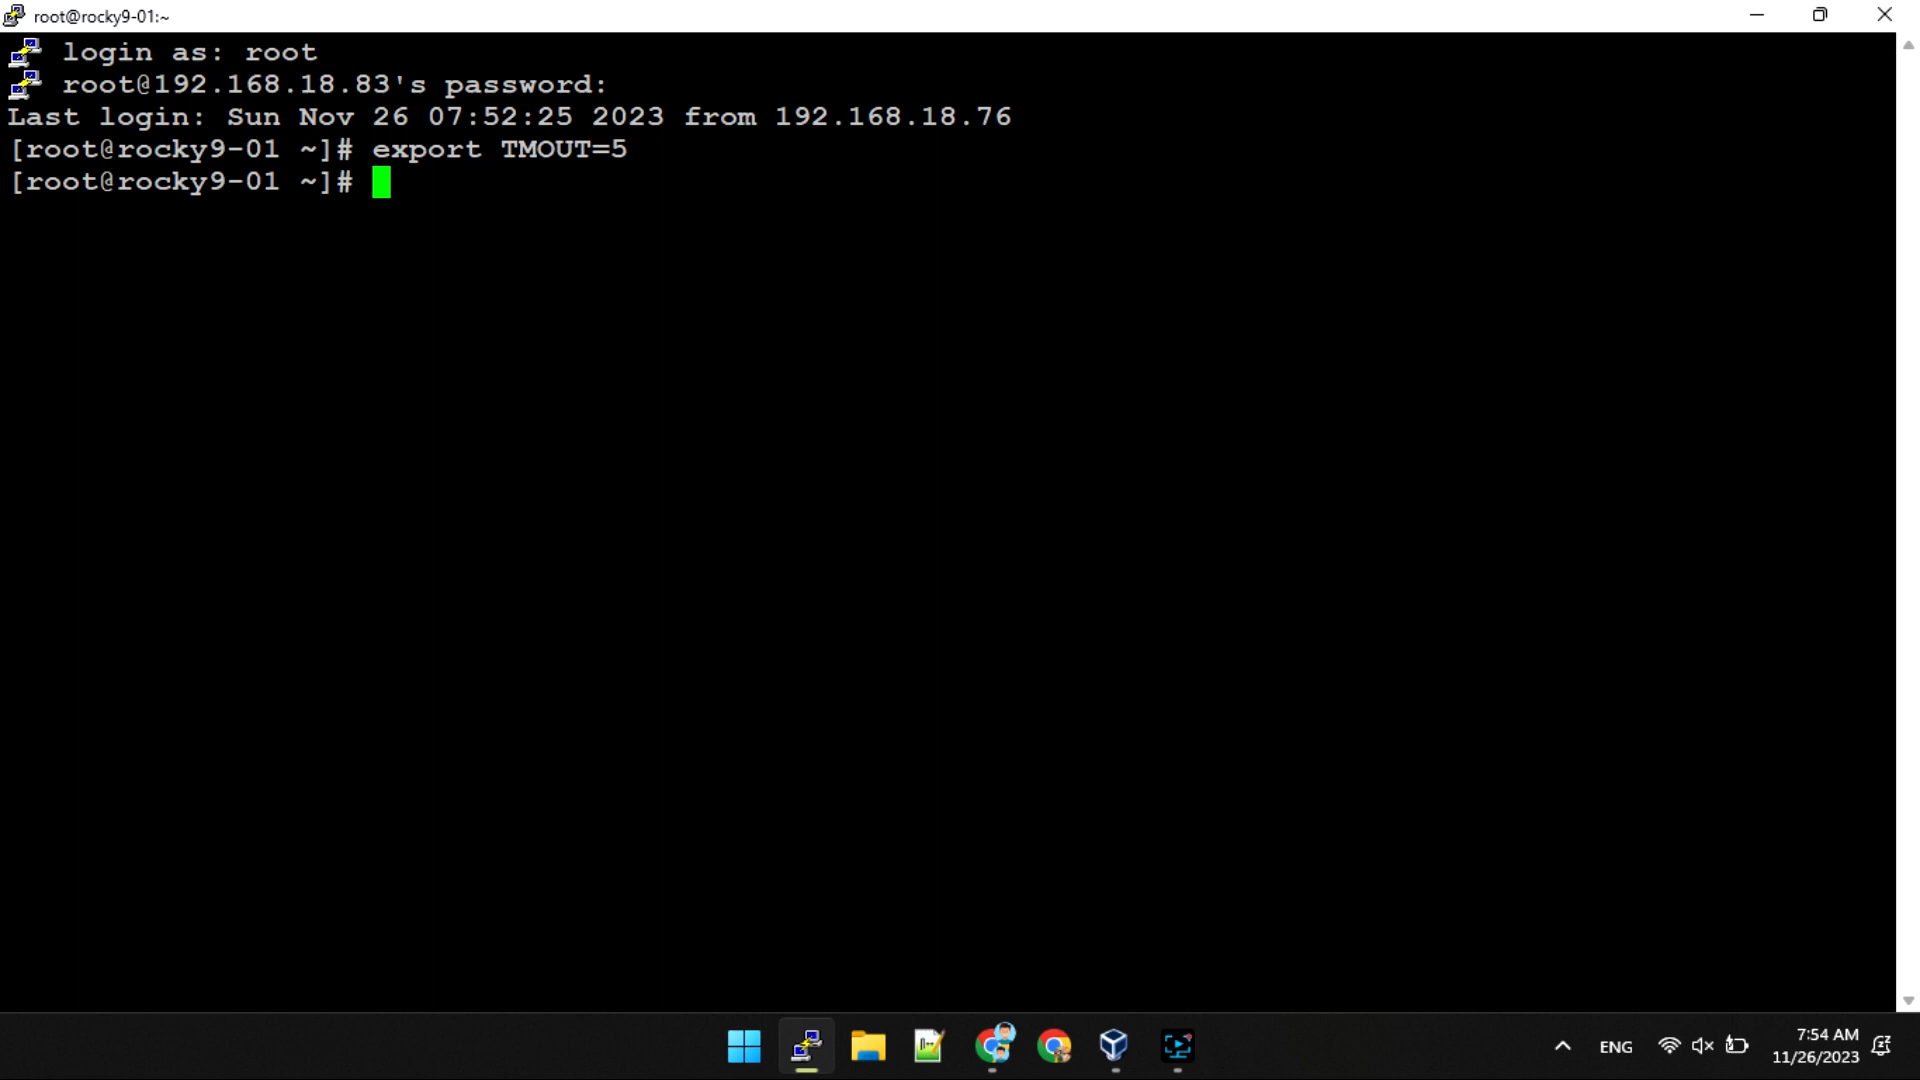 root@rocky9-01:~
login as: root
root@192.168.18.83's password:
Last login: Sun Nov 26 07:52:25 2023 from 192.168.18.76
[root@rocky9-01 ~]# export TMOUT=5
[root@rocky9-01 ~]#
ENG
7:54 AM
11/26/2023